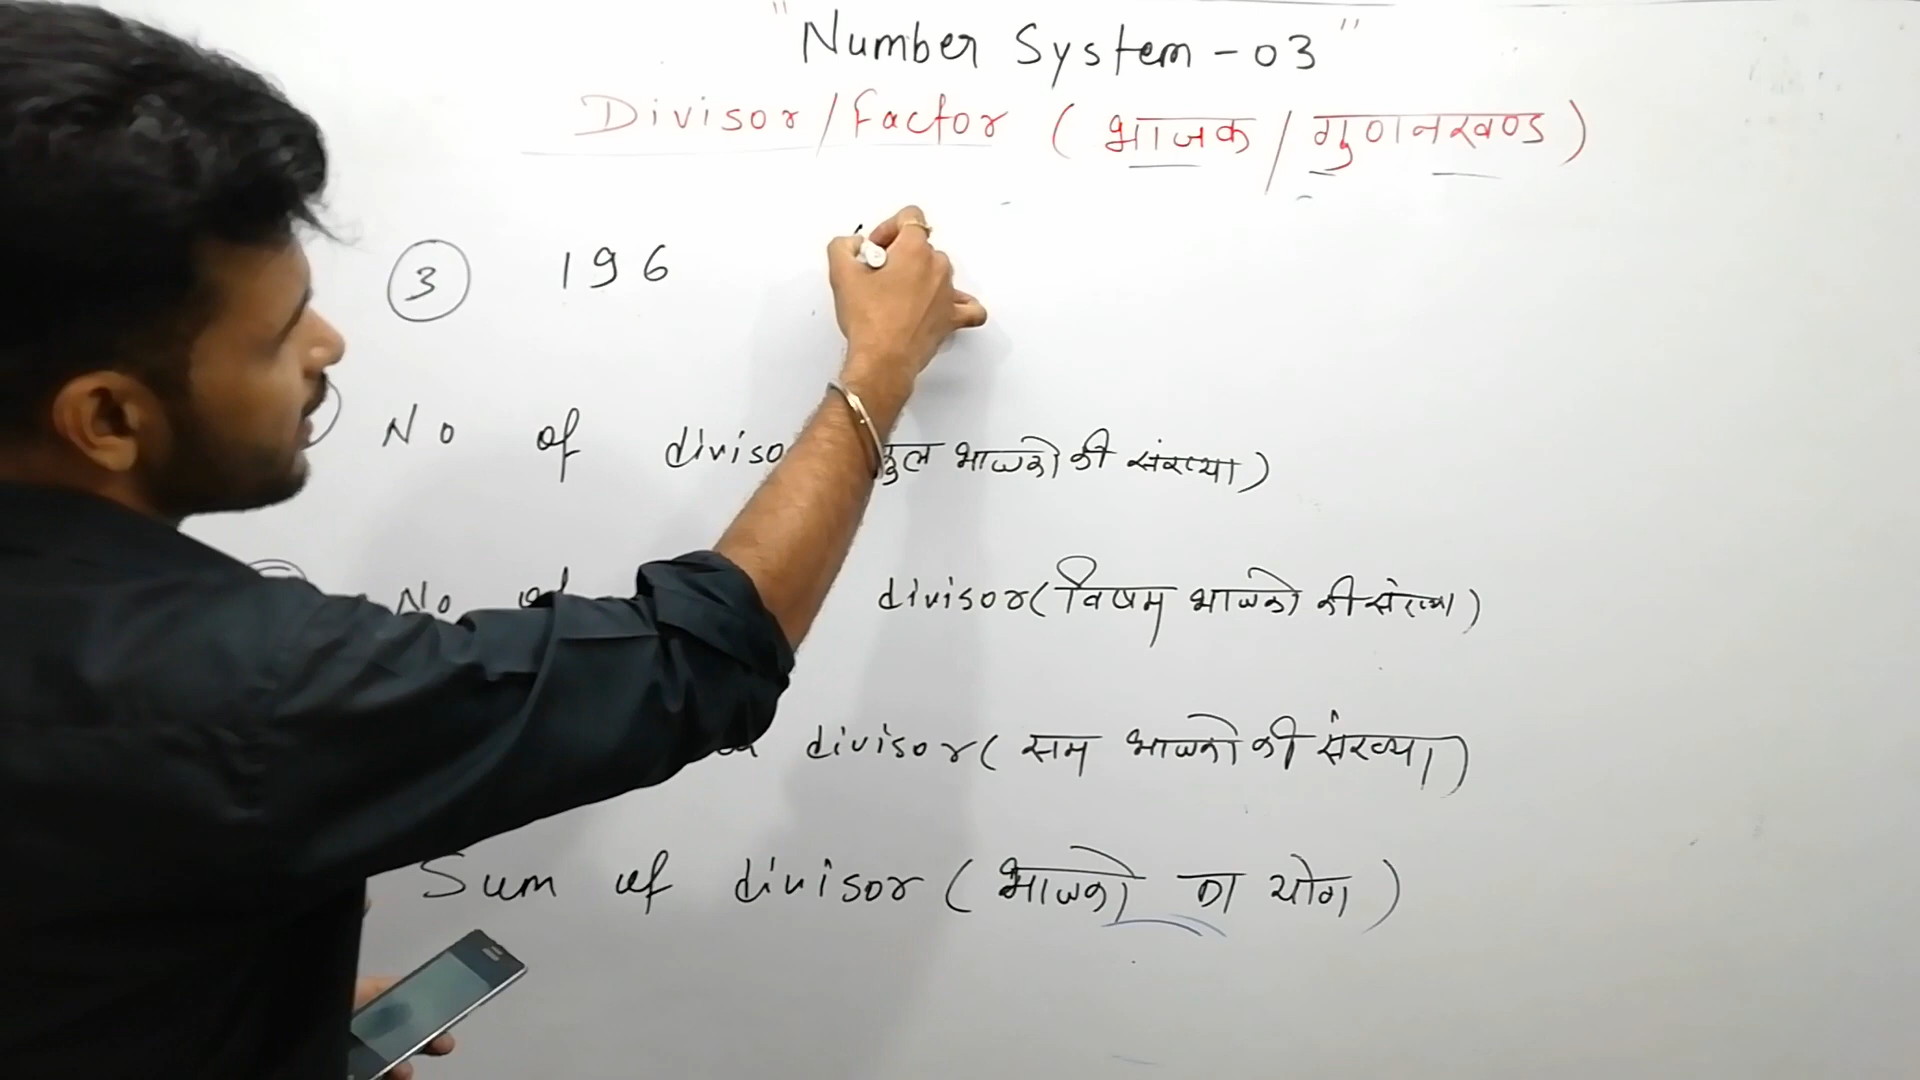 "Number System-03"
Divisor/Factor (भाजक/गुणनखण्ड)
3 196
No of diviso कुल भाजको की संख्या)
No of divisor(विषम भाजको की संख्या)
divisor( सम भाजको की संख्या)
Sum of divisor (भाजको का योग)